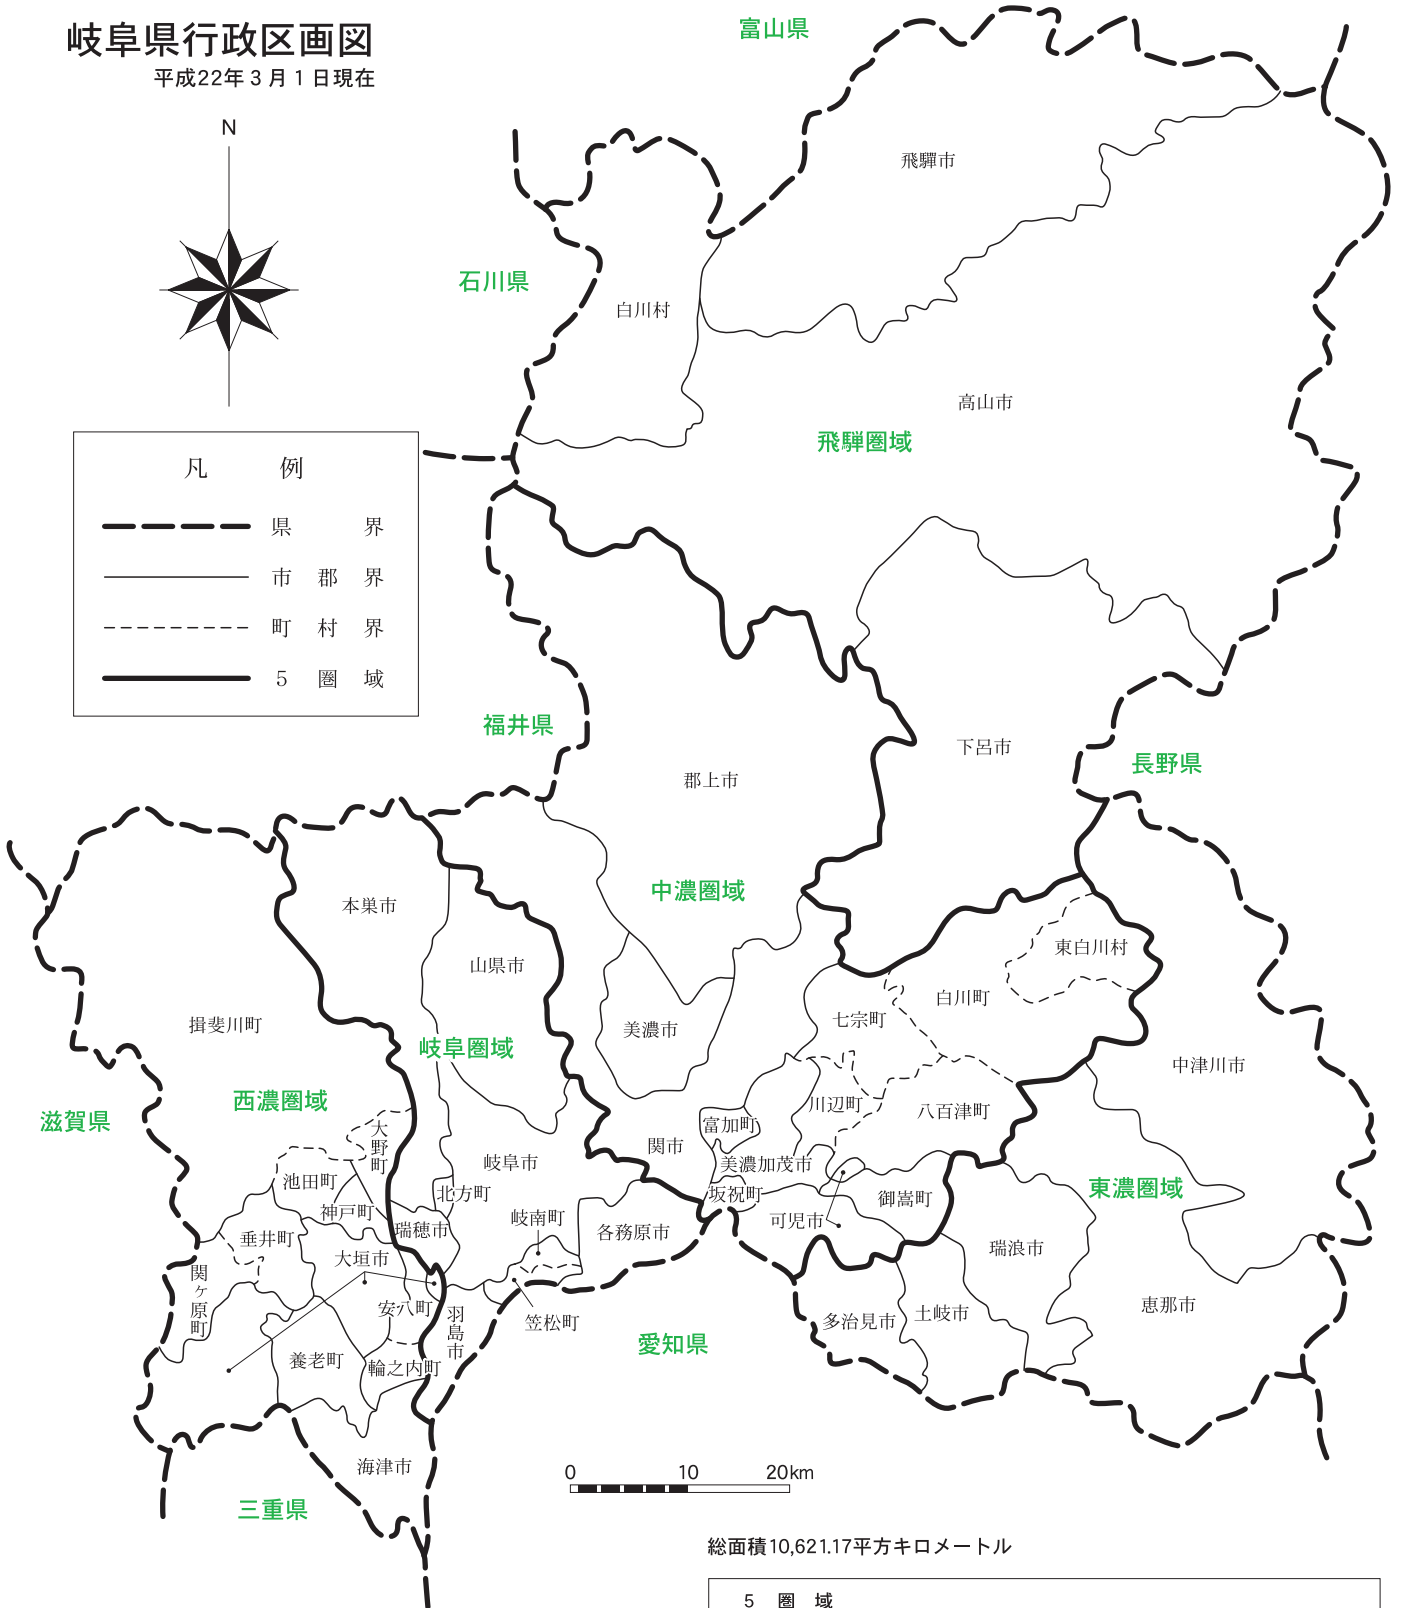 岐阜県行政区画図
平成22年3月1日現在
N
富山県
飛驒市
石川県
白川村
高山市
飛騨圏域
凡例
県界
市郡界
町村界
5圏域
福井県
下呂市
長野県
郡上市
中濃圏域
本巣市
山県市
東白川村
白川町
美濃市
七宗町
揖斐川町
岐阜圏域
中津川市
西濃圏域
滋賀県
川辺町
八百津町
富加町
大野町
関市
岐阜市
美濃加茂市
池田町
北方町
坂祝町
御嵩町
東濃圏域
神戸町
岐南町
可児市
瑞穂市
各務原市
垂井町
大垣市
瑞浪市
関ヶ原町
安八町
羽島市
笠松町
恵那市
多治見市
土岐市
愛知県
養老町
輪之内町
海津市
三重県
0 10 20km
総面積10,621.17平方キロメートル
5圏域